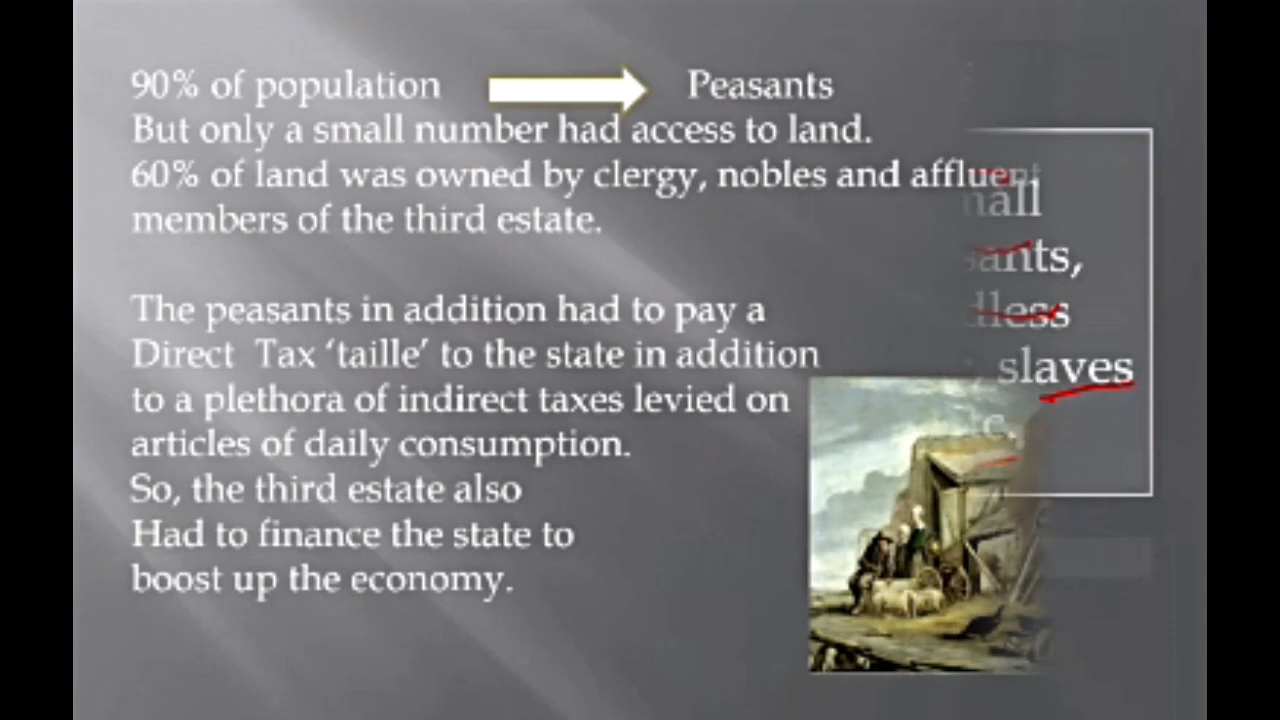 90% of population Peasants
But only a small number had access to land.
60% of land was owned by clergy, nobles and affluent
members of the third estate.
The peasants in addition had to pay a
Direct Tax ‘taille’ to the state in addition
to a plethora of indirect taxes levied on
articles of daily consumption.
So, the third estate also
Had to finance the state to
boost up the economy.
slaves